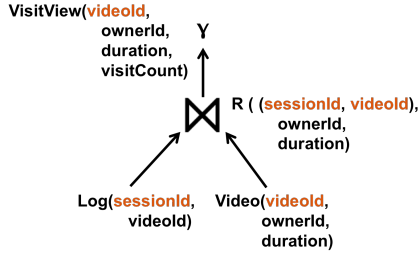 VisitView(videoId,
ownerId,
duration,
visitCount)
γ
R ( (sessionId, videoId),
ownerId,
duration)
Log(sessionId,
videoId)
Video(videoId,
ownerId,
duration)